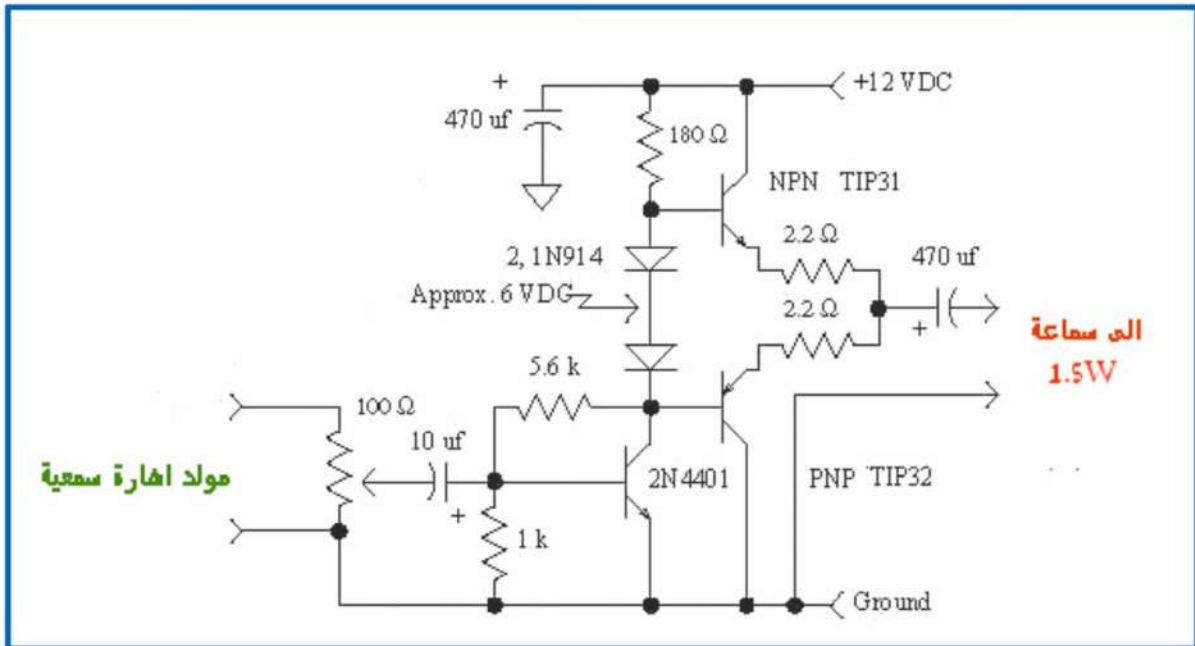 +
+12 VDC
470 uf
180 Ω
NPN TIP31
2.2 Ω
2, 1N914
470 uf
Approx. 6 VDC
2.2 Ω
+
الى سماعة
1.5W
5.6 k
100 Ω
10 uf
مولد اشارة سمعية
+
2N4401
PNP TIP32
1 k
Ground